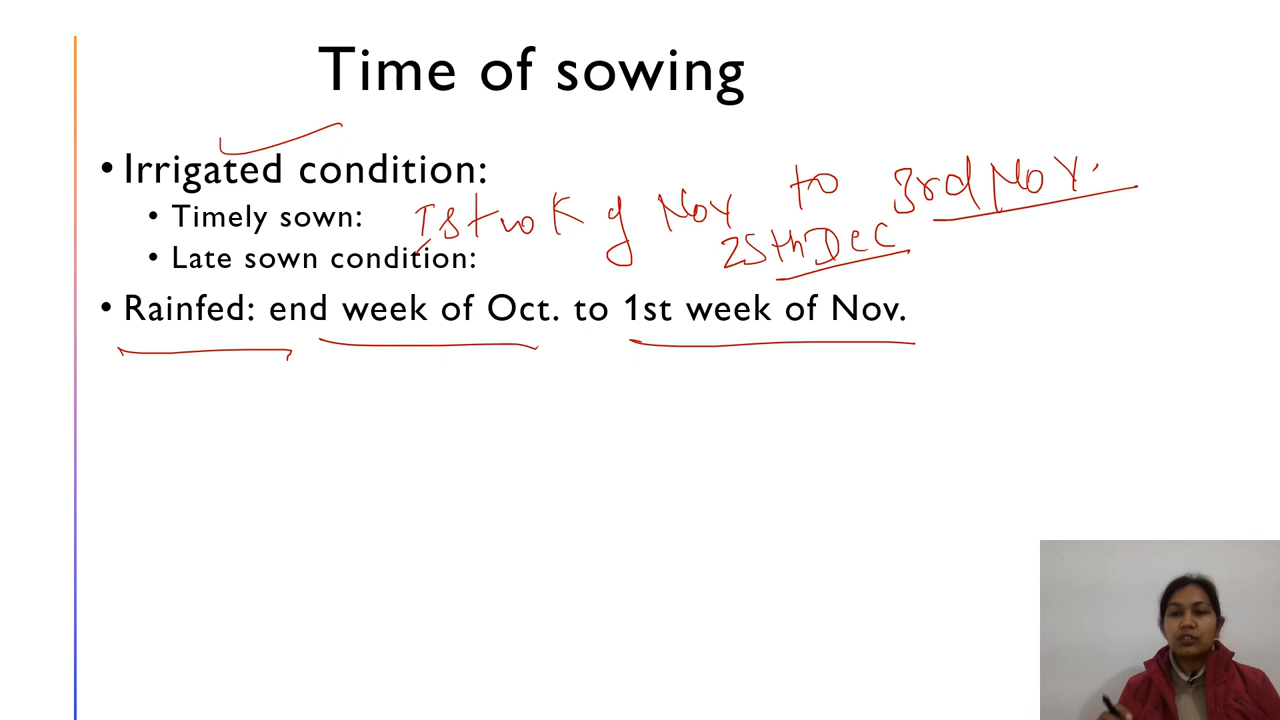 Time of sowing
• Irrigated condition:
• Timely sown: Ist wk of Nov to 3rd Nov.
• Late sown condition: 25th Dec
• Rainfed: end week of Oct. to 1st week of Nov.